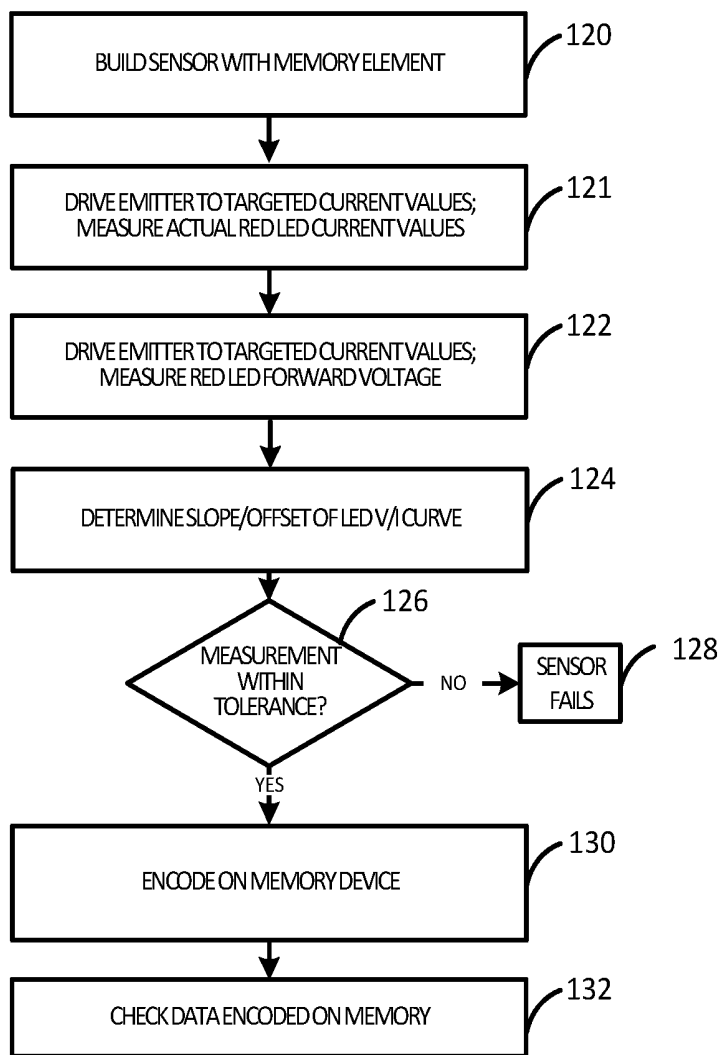 120
BUILD SENSOR WITH MEMORY ELEMENT
121
DRIVE EMITTER TO TARGETED CURRENT VALUES;
MEASURE ACTUAL RED LED CURRENT VALUES
122
DRIVE EMITTER TO TARGETED CURRENT VALUES;
MEASURE RED LED FORWARD VOLTAGE
124
DETERMINE SLOPE/OFFSET OF LED V/I CURVE
126
MEASUREMENT
WITHIN
TOLERANCE?
NO
SENSOR
FAILS
128
YES
130
ENCODE ON MEMORY DEVICE
132
CHECK DATA ENCODED ON MEMORY